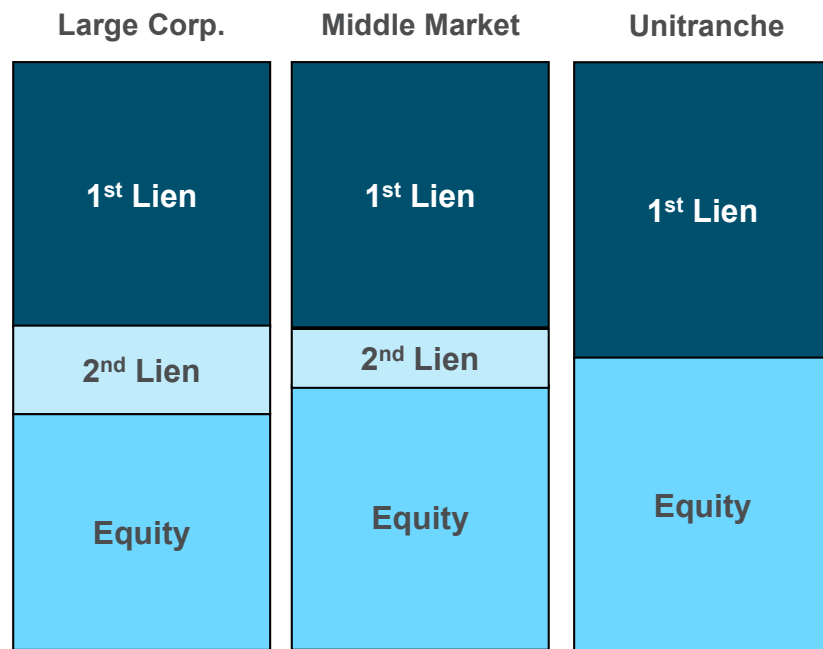 Large Corp.
Middle Market
Unitranche
1st Lien
1st Lien
1st Lien
2nd Lien
2nd Lien
Equity
Equity
Equity